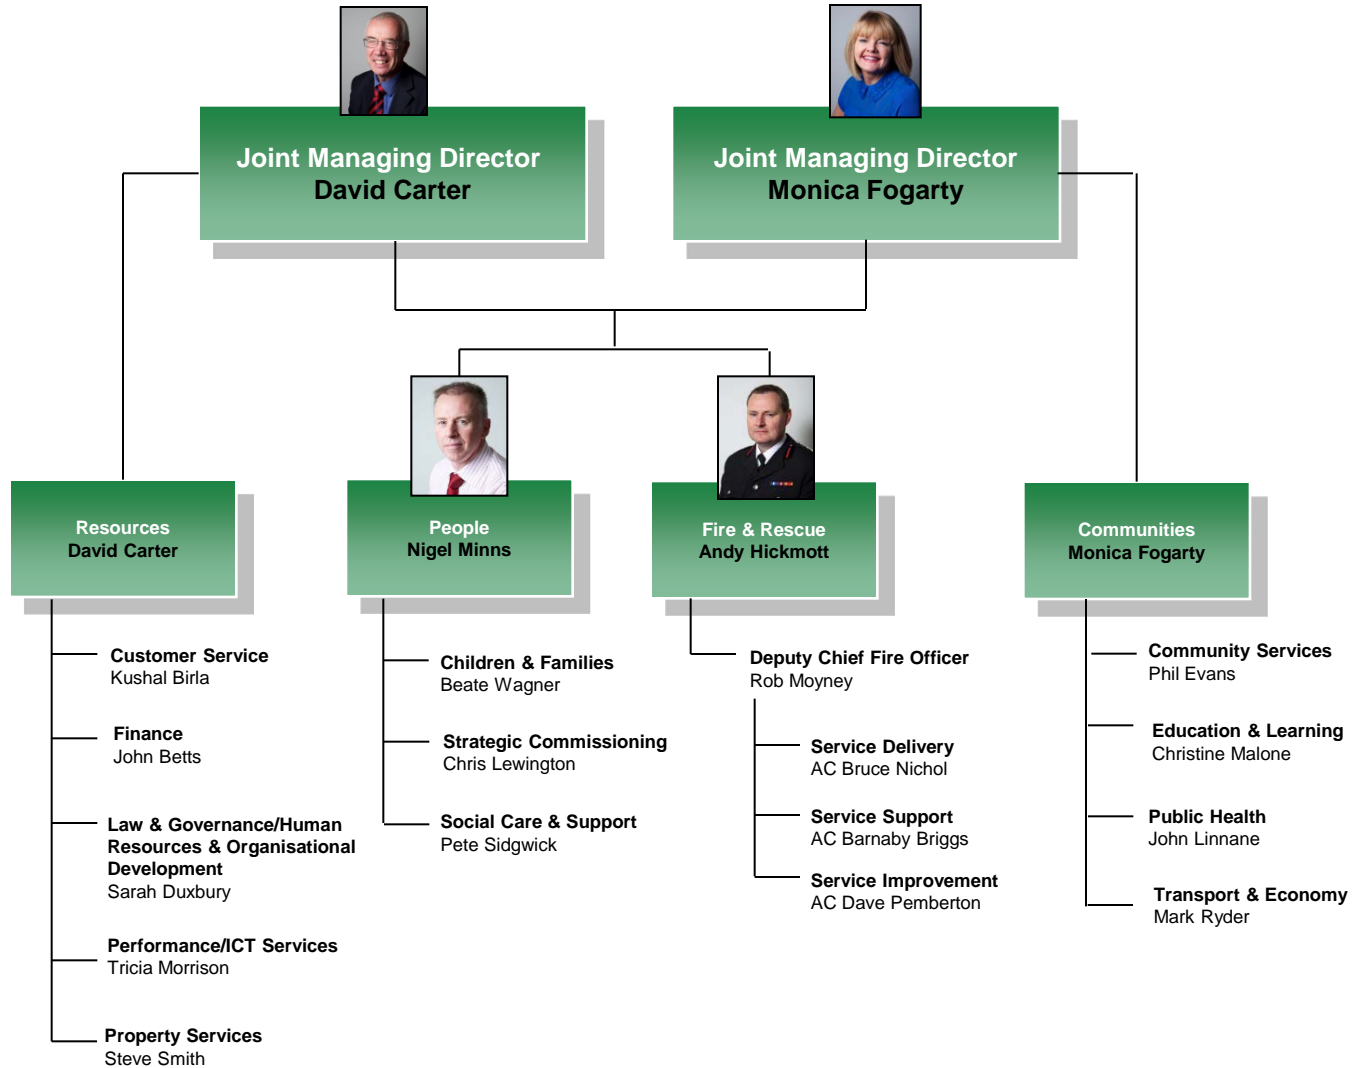 Joint Managing Director
David Carter
Joint Managing Director
Monica Fogarty
Resources
David Carter
People
Nigel Minns
Fire & Rescue
Andy Hickmott
Communities
Monica Fogarty
Customer Service
Kushal Birla
Finance
John Betts
Law & Governance/Human
Resources & Organisational
Development
Sarah Duxbury
Performance/ICT Services
Tricia Morrison
Property Services
Steve Smith
Children & Families
Beate Wagner
Strategic Commissioning
Chris Lewington
Social Care & Support
Pete Sidgwick
Deputy Chief Fire Officer
Rob Moyney
Service Delivery
AC Bruce Nichol
Service Support
AC Barnaby Briggs
Service Improvement
AC Dave Pemberton
Community Services
Phil Evans
Education & Learning
Christine Malone
Public Health
John Linnane
Transport & Economy
Mark Ryder